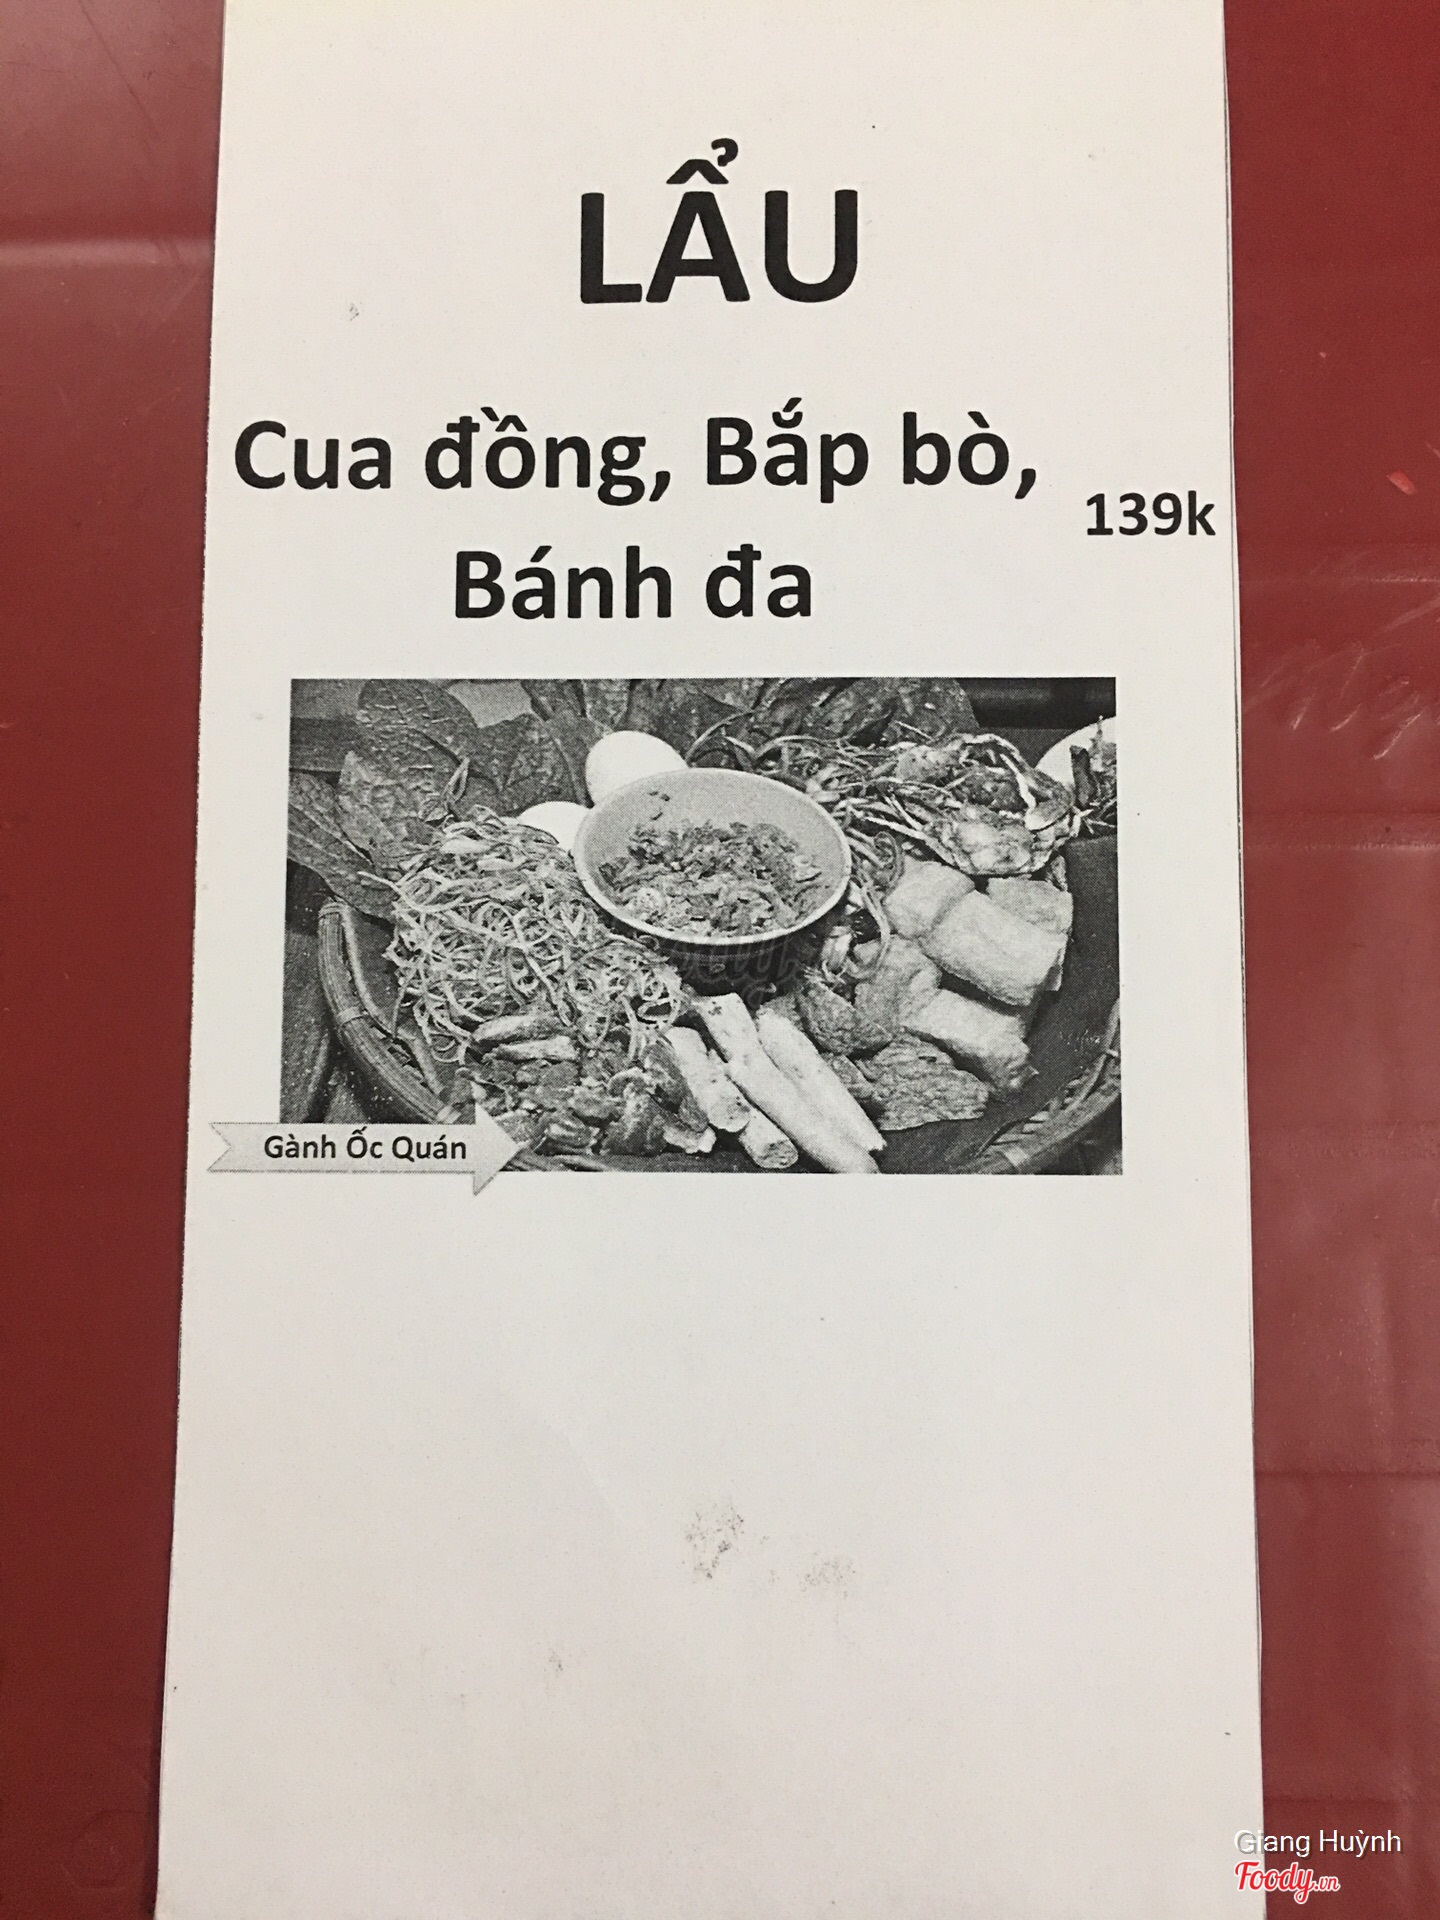 LẨU
Cua đồng, Bắp bò,
139k
Bánh đa
Gành Ốc Quán
Giang Huỳnh
Foody.vn